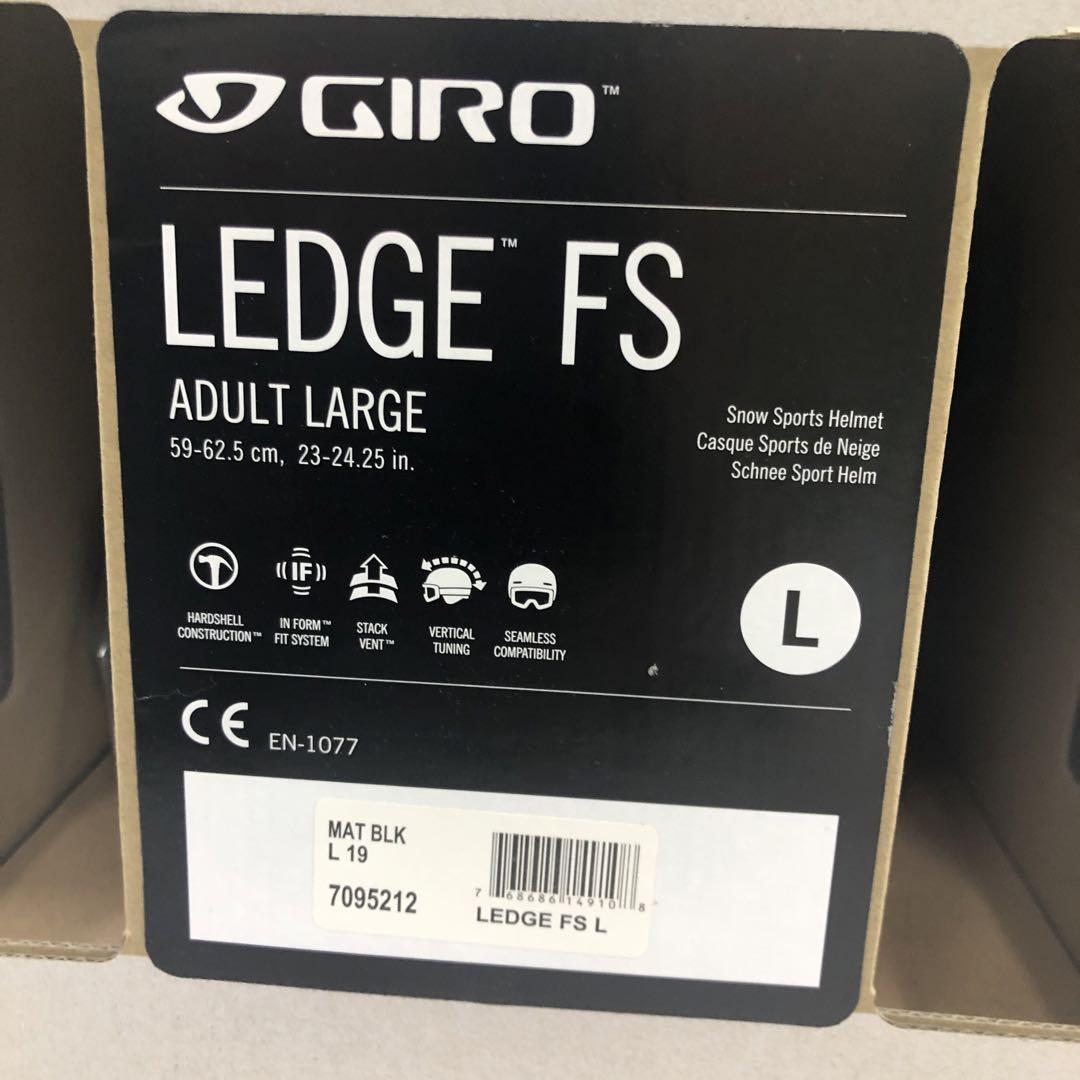 GIRO™
LEDGE™ FS
ADULT LARGE
59-62.5 cm, 23-24.25 in.
Snow Sports Helmet
Casque Sports de Neige
Schnee Sport Helm
HARDSHELL
CONSTRUCTION™
IF
IN FORM™
FIT SYSTEM
STACK
VENT™
VERTICAL
TUNING
SEAMLESS
COMPATIBILITY
L
CE EN-1077
MAT BLK
L 19
7095212
7 68686 14910 8
LEDGE FS L